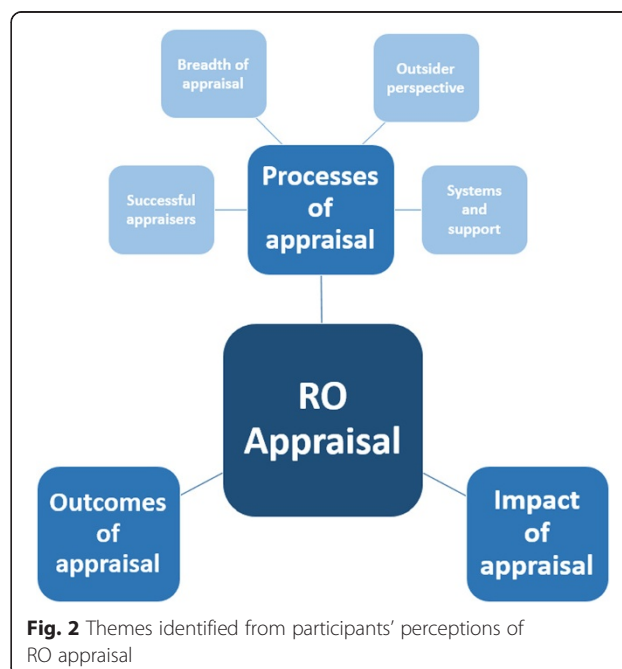 Breadth of
appraisal
Outsider
perspective
Successful
appraisers
Processes
of
appraisal
Systems
and
support
RO
Appraisal
Outcomes
of
appraisal
Impact
of
appraisal
Fig. 2 Themes identified from participants' perceptions of
RO appraisal